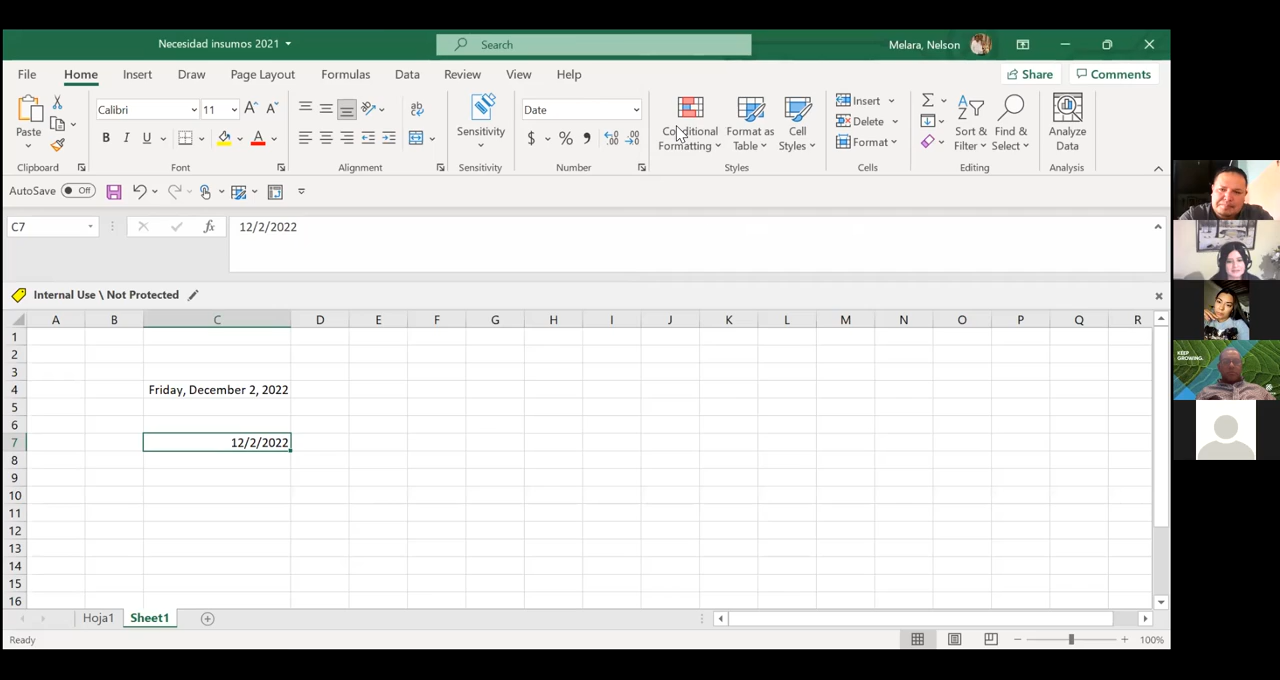 Necesidad insumos 2021
Search
Melara, Nelson
File Home Insert Draw Page Layout Formulas Data Review View Help
Share Comments
Paste
Calibri 11
Date
Sensitivity
Conditional Formatting
Format as Table
Cell Styles
Insert
Delete
Format
Sort & Filter
Find & Select
Analyze Data
Clipboard Font Alignment Sensitivity Number Styles Cells Editing Analysis
AutoSave Off
C7 fx 12/2/2022
Internal Use \ Not Protected
A B C D E F G H I J K L M N O P Q R
1
2
3
4 Friday, December 2, 2022
5
6
7 12/2/2022
8
9
10
11
12
13
14
15
16
Hoja1 Sheet1
Ready 100%
KEEP
GROWING.